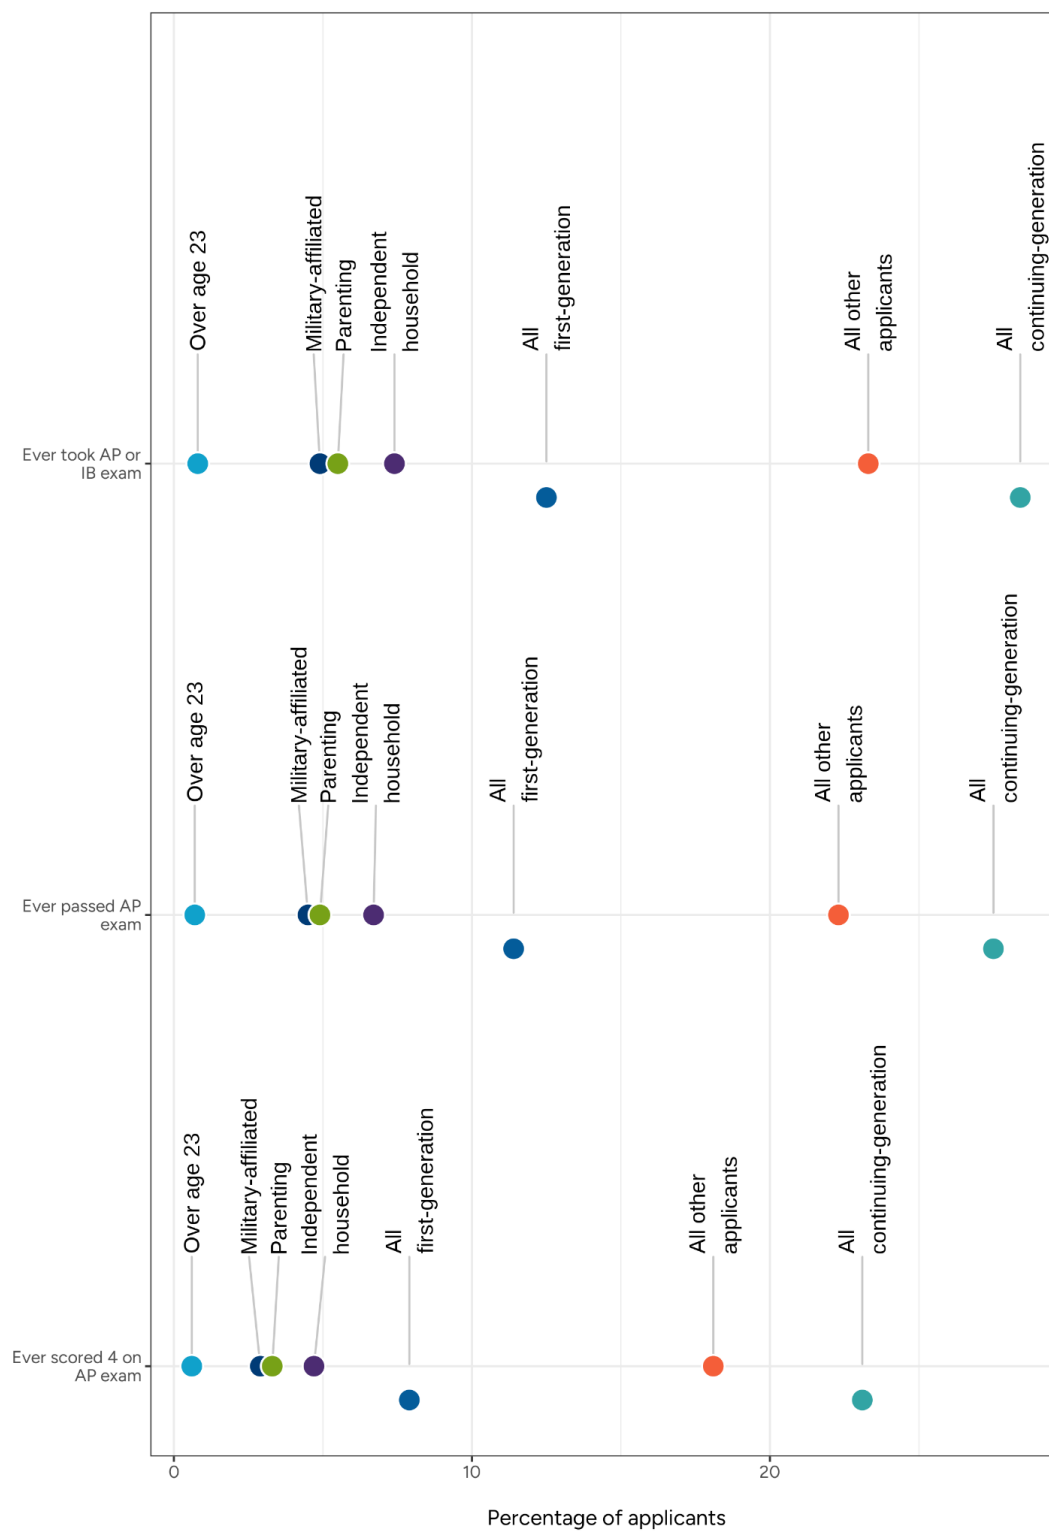 Over age 23
Military-affiliated
Parenting
Independent
household
All
first-generation
All other
applicants
All
continuing-generation
Ever took AP or
IB exam
Over age 23
Military-affiliated
Parenting
Independent
household
All
first-generation
All other
applicants
All
continuing-generation
Ever passed AP
exam
Over age 23
Military-affiliated
Parenting
Independent
household
All
first-generation
All other
applicants
All
continuing-generation
Ever scored 4 on
AP exam
0
10
20
Percentage of applicants